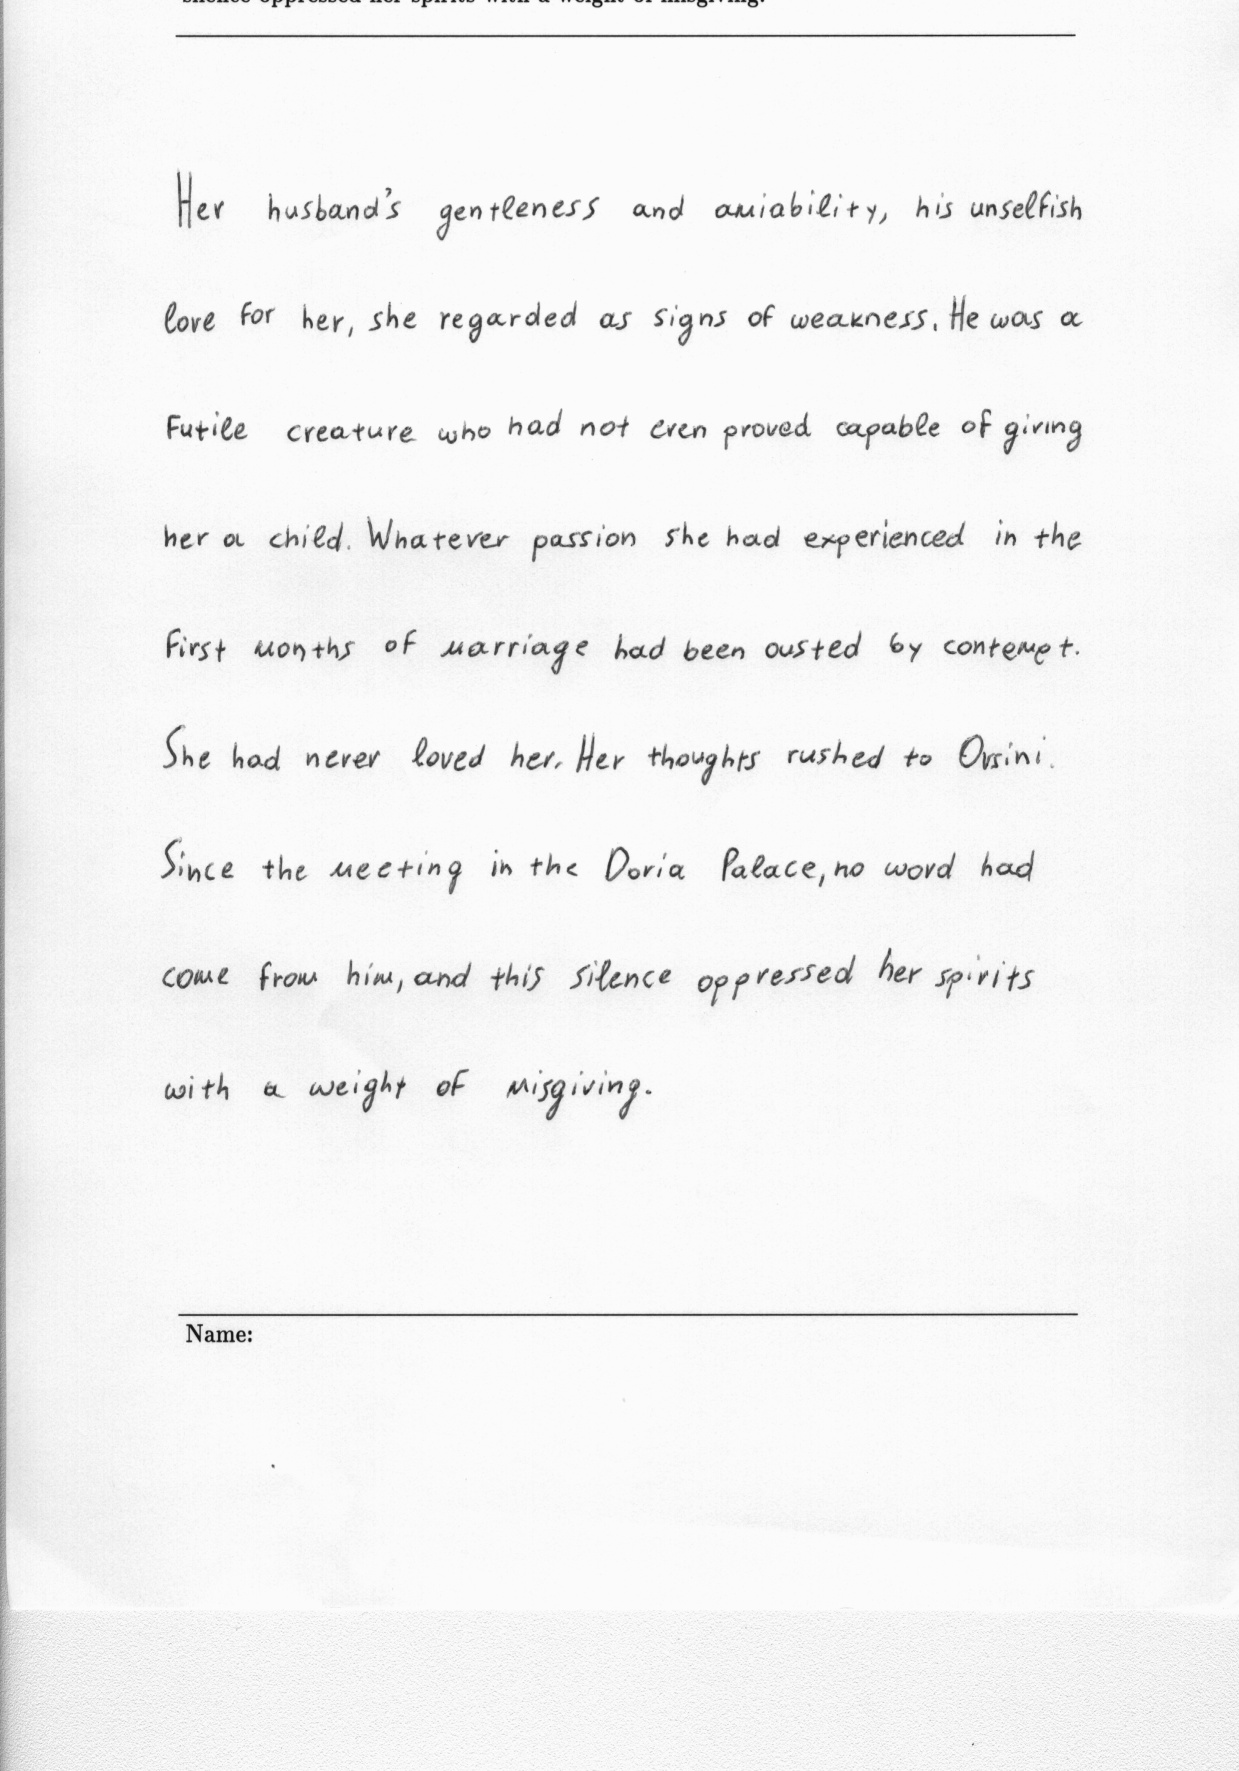 silence oppressed her spirits with a weight of misgiving.
Her husband's gentleness and amiability, his unselfish
love for her, she regarded as signs of weakness. He was a
futile creature who had not even proved capable of giving
her a child. Whatever passion she had experienced in the
first months of marriage had been ousted by contempt.
She had never loved her. Her thoughts rushed to Orsini.
Since the meeting in the Doria Palace, no word had
come from him, and this silence oppressed her spirits
with a weight of misgiving.
Name: